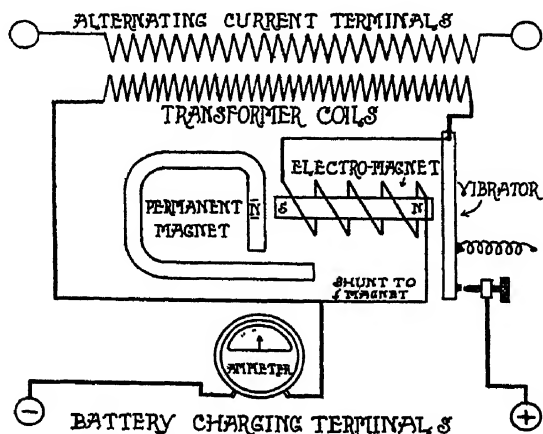 ALTERNATING CURRENT TERMINALS
TRANSFORMER COILS
ELECTRO-MAGNET
VIBRATOR
PERMANENT
MAGNET
N
S
N
SHUNT TO
MAGNET
AMMETER
− +
BATTERY CHARGING TERMINALS